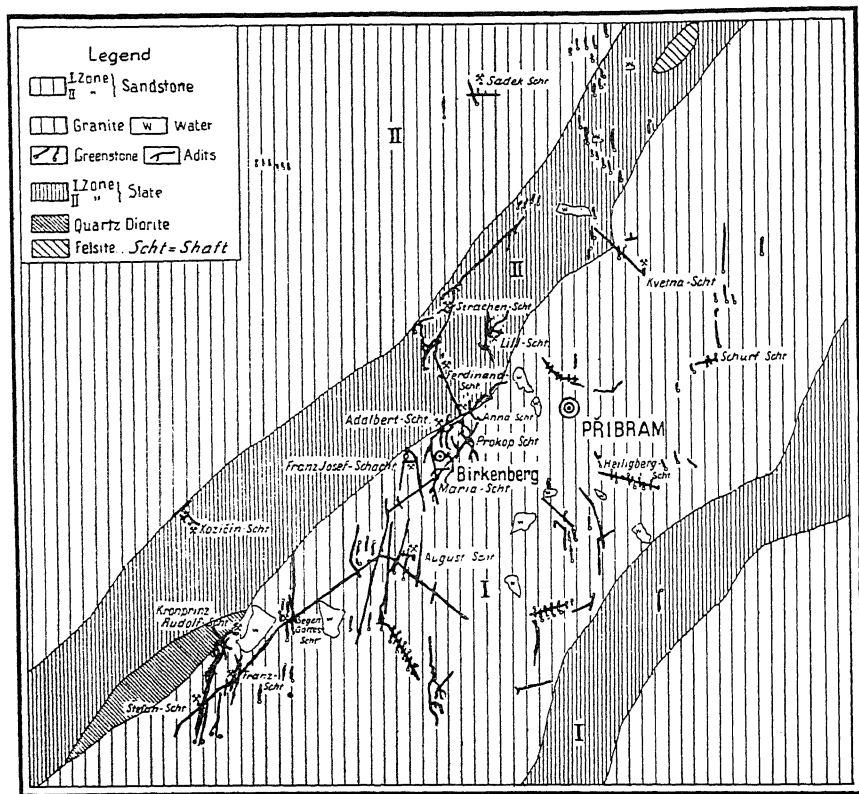 Legend
I Zone
II „ } Sandstone
Granite W Water
Greenstone Adits
I Zone
II „ } Slate
Quartz Diorite
Felsite.. Scht=Shaft
Sadek Scht
II
II
Kvetna-Scht
Strachen-Scht
Lill-Scht.
Schurf Scht
Ferdinand-
Scht
Adalbert-Scht.
Anna Scht
PŘIBRAM
Prokop Scht
Franz Josef-Schacht
Birkenberg
Heiligberg-
Scht
Maria-Scht
Kozičin-Scht
August Scht
I
Kronprinz
Rudolf-Scht
Segen
Gottes
Scht
Franz-
Scht
Stefan-Scht
I